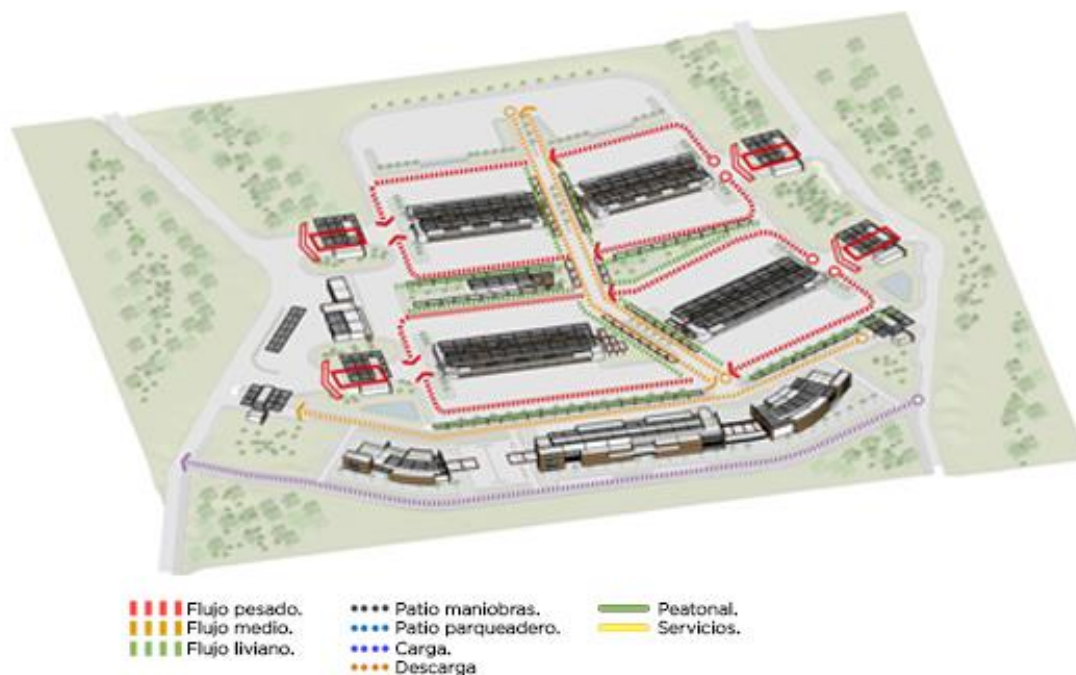 Flujo pesado.
Flujo medio.
Flujo liviano.
Patio maniobras.
Patio parqueadero.
Carga.
Descarga
Peatonal.
Servicios.